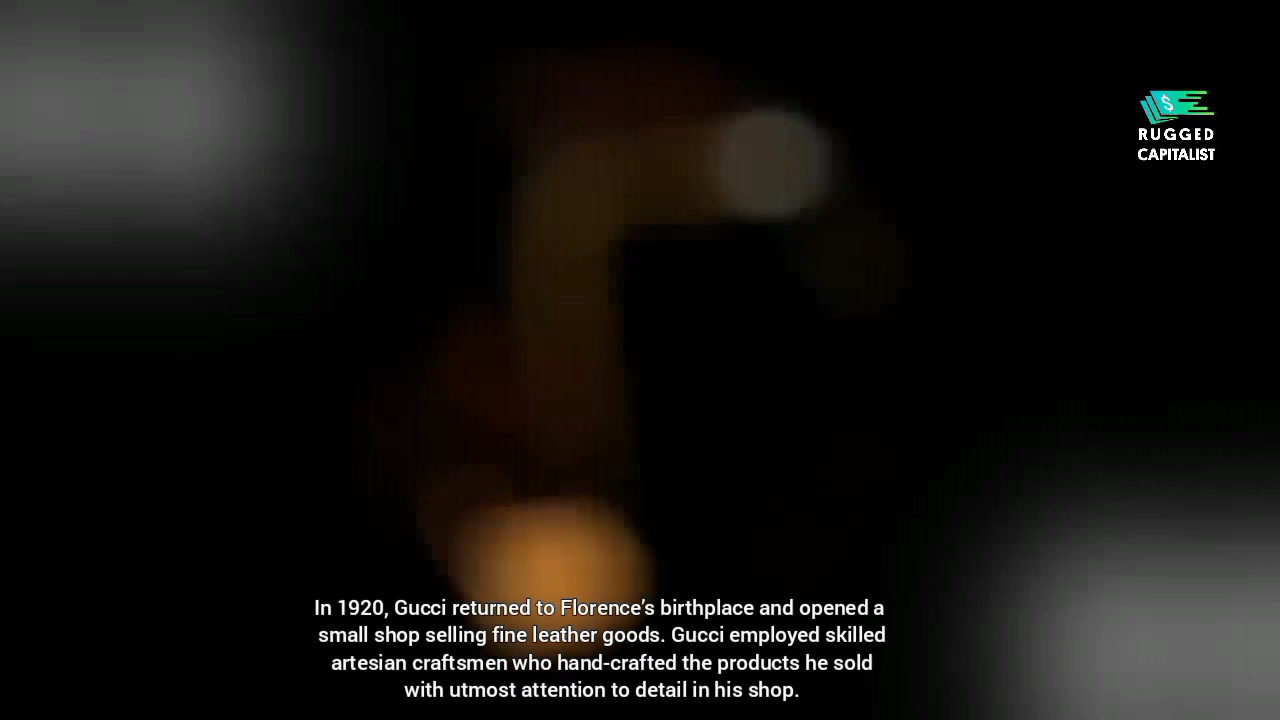 $
RUGGED
CAPITALIST
In 1920, Gucci returned to Florence's birthplace and opened a
small shop selling fine leather goods. Gucci employed skilled
artesian craftsmen who hand-crafted the products he sold
with utmost attention to detail in his shop.